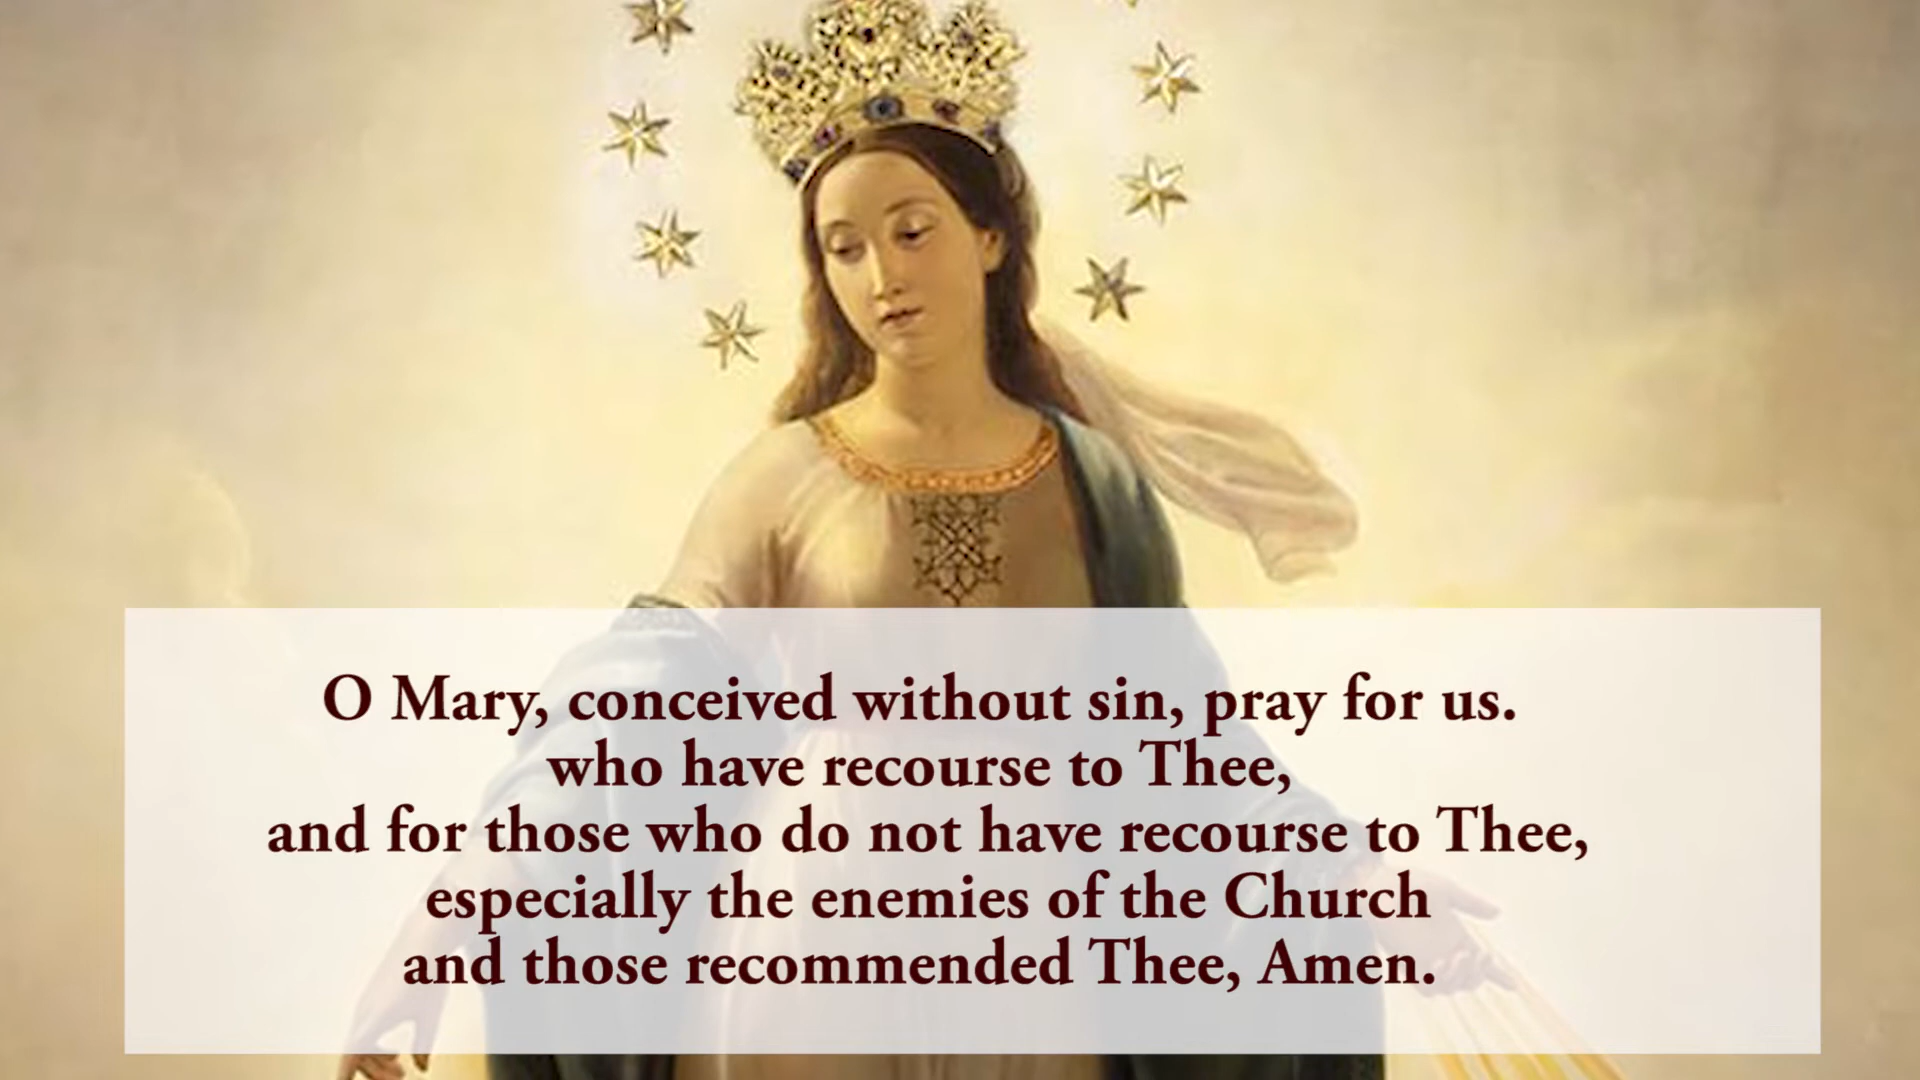 O Mary, conceived without sin, pray for us.
who have recourse to Thee,
and for those who do not have recourse to Thee,
especially the enemies of the Church
and those recommended Thee, Amen.